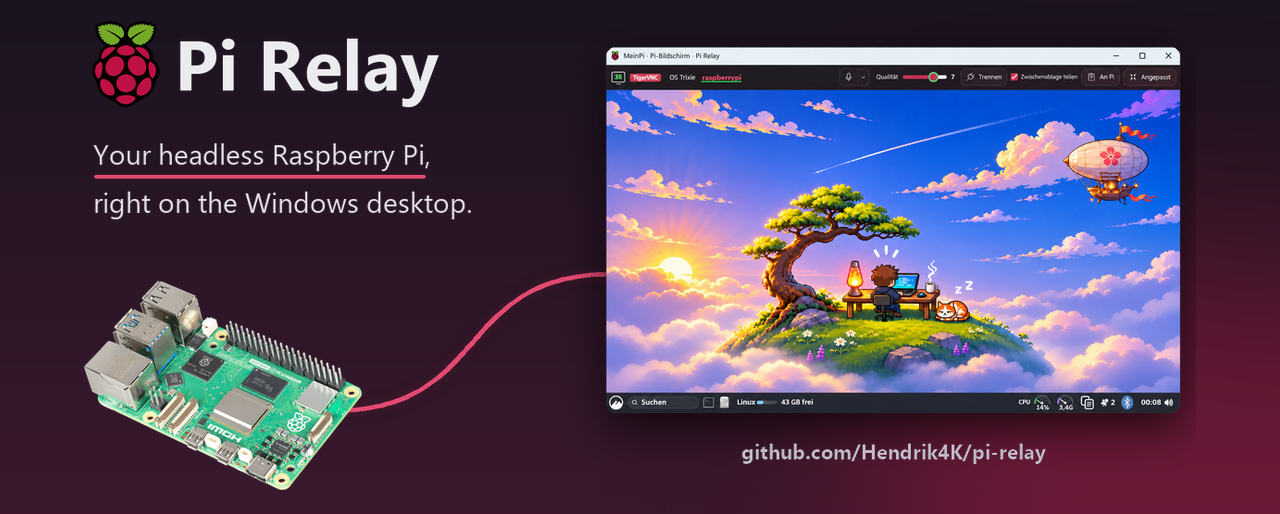 Pi Relay
Your headless Raspberry Pi,
right on the Windows desktop.
MeinPi · Pi-Bildschirm · Pi Relay
38 TigerVNC OS Trixie raspberrypi Qualität 7 Trennen Zwischenablage teilen An Pi Angepasst
z z
Suchen Linux 43 GB frei CPU 14% 3,4G 2 00:08
github.com/Hendrik4K/pi-relay